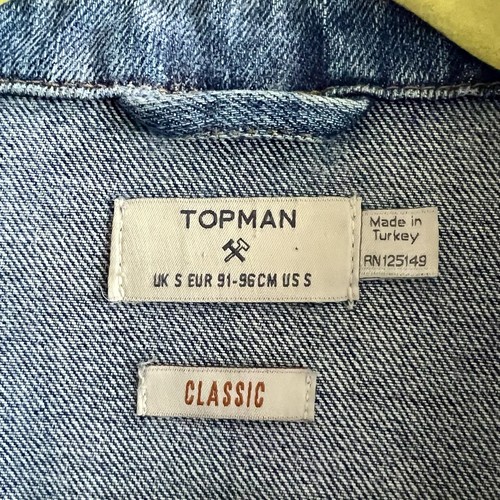 TOPMAN
UK S EUR 91-96CM US S
Made in
Turkey
RN125149
CLASSIC